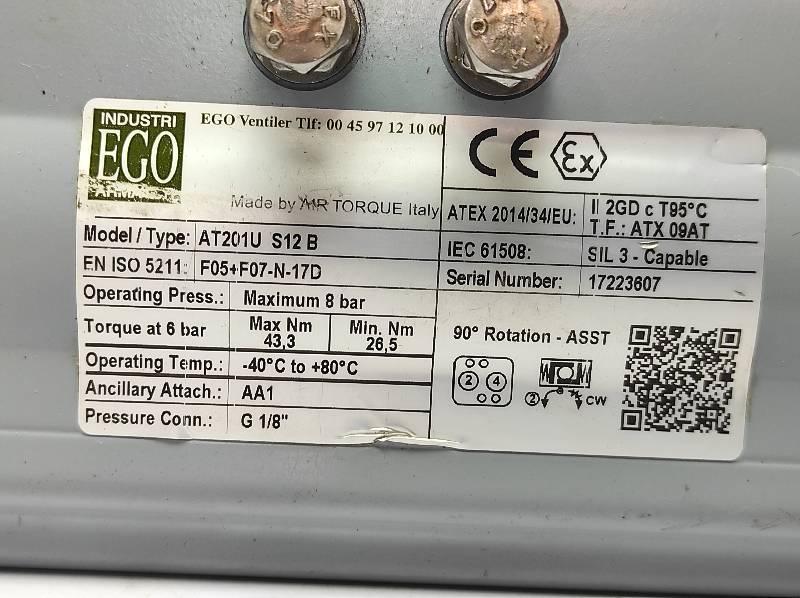 INDUSTRI
EGO
EGO Ventiler Tlf: 00 45 97 12 10 00
Made by AIR TORQUE Italy
Model / Type: AT201U S12 B
EN ISO 5211: F05+F07-N-17D
Operating Press.: Maximum 8 bar
Torque at 6 bar
Max Nm
43,3
Min. Nm
26,5
Operating Temp.: -40°C to +80°C
Ancillary Attach.: AA1
Pressure Conn.: G 1/8"
CE Ex
ATEX 2014/34/EU: II 2GD c T95°C
T.F.: ATX 09AT
IEC 61508: SIL 3 - Capable
Serial Number: 17223607
90° Rotation - ASST
2 4
2 CW